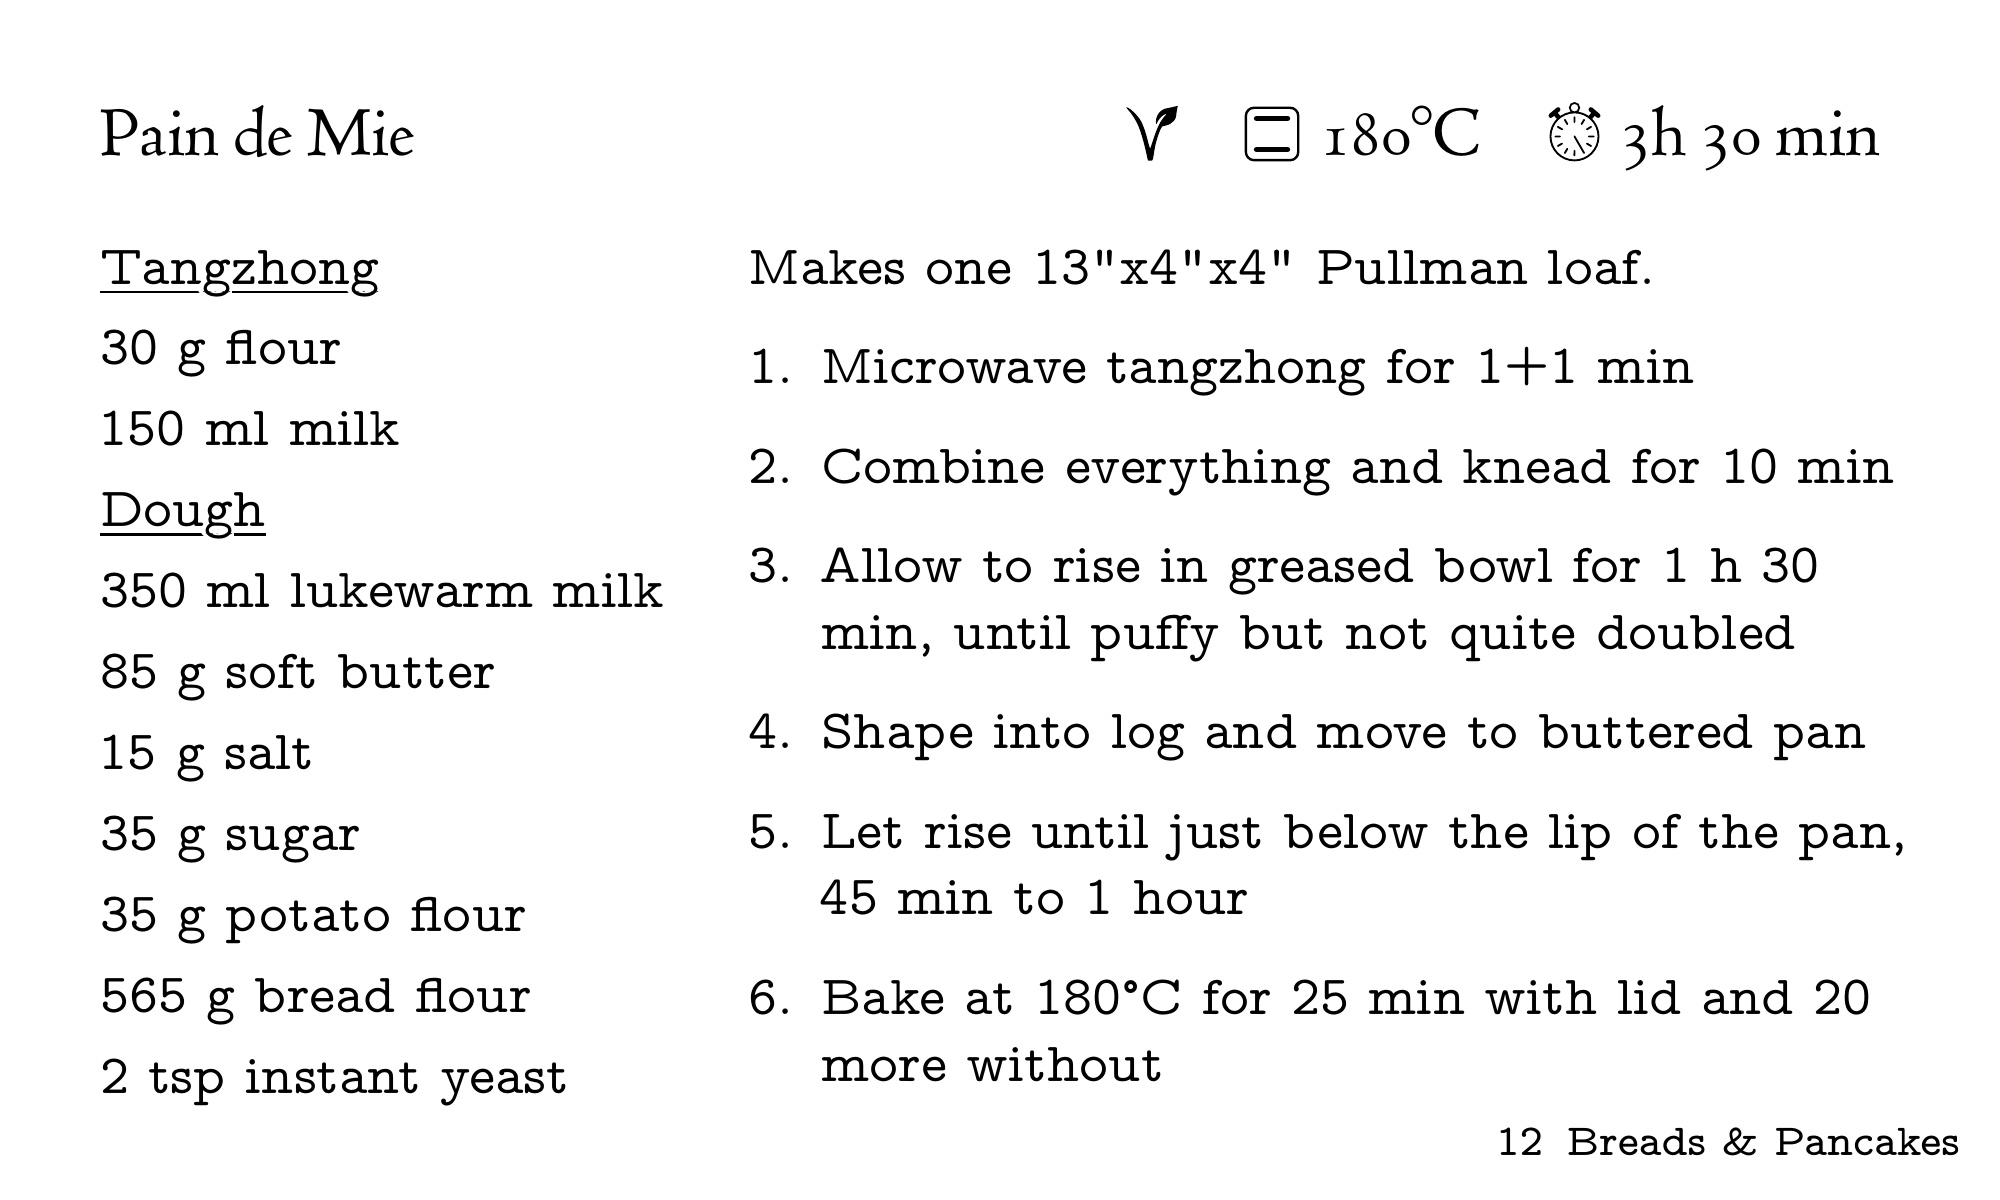 Pain de Mie
180°C
3h 30 min
Tangzhong
30 g flour
150 ml milk
Dough
350 ml lukewarm milk
85 g soft butter
15 g salt
35 g sugar
35 g potato flour
565 g bread flour
2 tsp instant yeast
Makes one 13"x4"x4" Pullman loaf.
1. Microwave tangzhong for 1+1 min
2. Combine everything and knead for 10 min
3. Allow to rise in greased bowl for 1 h 30
min, until puffy but not quite doubled
4. Shape into log and move to buttered pan
5. Let rise until just below the lip of the pan,
45 min to 1 hour
6. Bake at 180°C for 25 min with lid and 20
more without
12 Breads & Pancakes